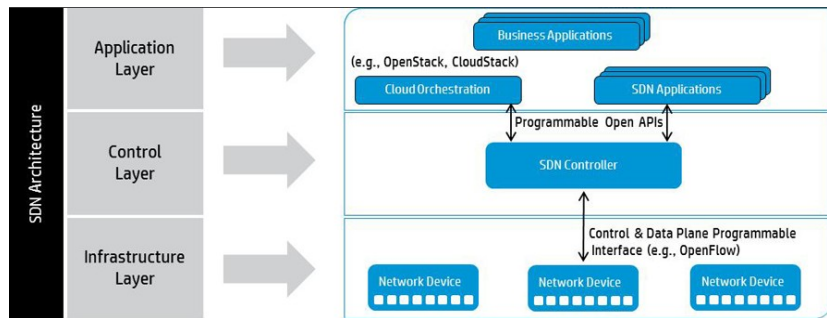 SDN Architecture
Application
Layer
Business Applications
(e.g., OpenStack, CloudStack)
Cloud Orchestration
SDN Applications
Programmable Open APIs
Control
Layer
SDN Controller
Control & Data Plane Programmable
Interface (e.g., OpenFlow)
Infrastructure
Layer
Network Device
Network Device
Network Device